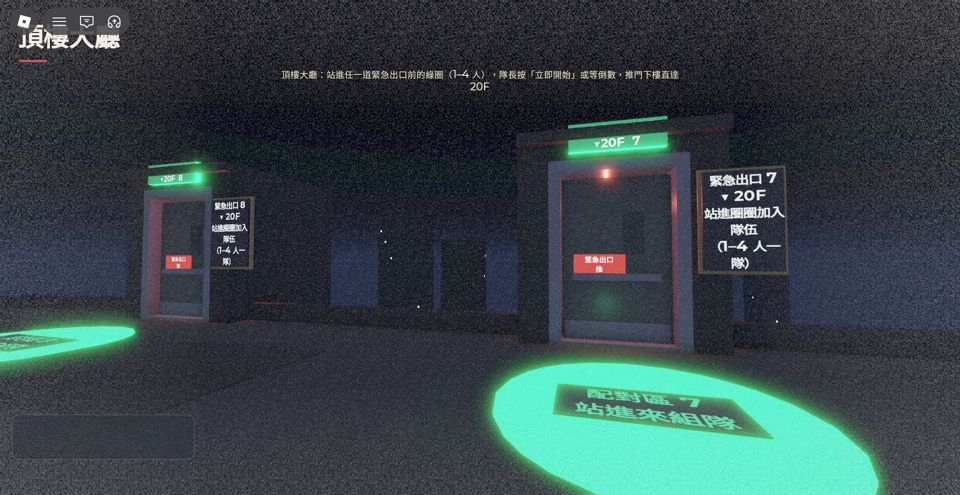 頂樓大廳
頂樓大廳：站進任一道緊急出口前的綠圈（1–4 人），隊長按「立即開始」或等倒數，推門下樓直達
20F
▼20F 8
緊急出口 8
▼ 20F
站進圈圈加入
隊伍
（1–4 人一
隊）
緊急出口
推
▼20F 7
緊急出口 7
▼ 20F
站進圈圈加入
隊伍
（1–4 人一
隊）
緊急出口
推
配對區 7
站進來組隊